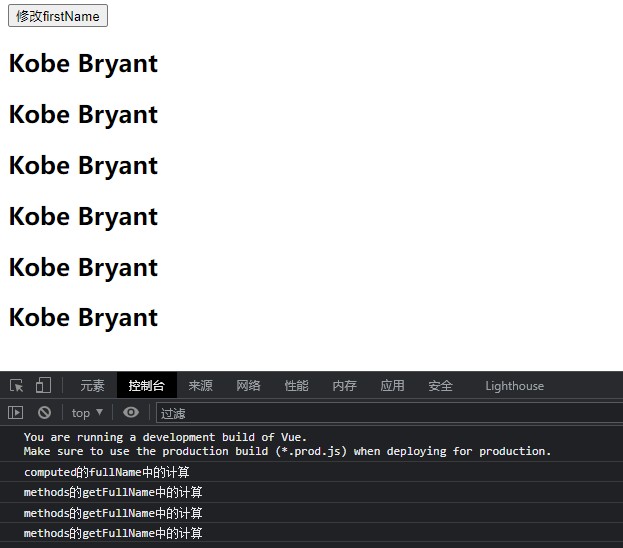 修改firstName
Kobe Bryant
Kobe Bryant
Kobe Bryant
Kobe Bryant
Kobe Bryant
Kobe Bryant
元素 控制台 来源 网络 性能 内存 应用 安全 Lighthouse
top ▼ 过滤
You are running a development build of Vue.
Make sure to use the production build (*.prod.js) when deploying for production.
computed的fullName中的计算
methods的getFullName中的计算
methods的getFullName中的计算
methods的getFullName中的计算